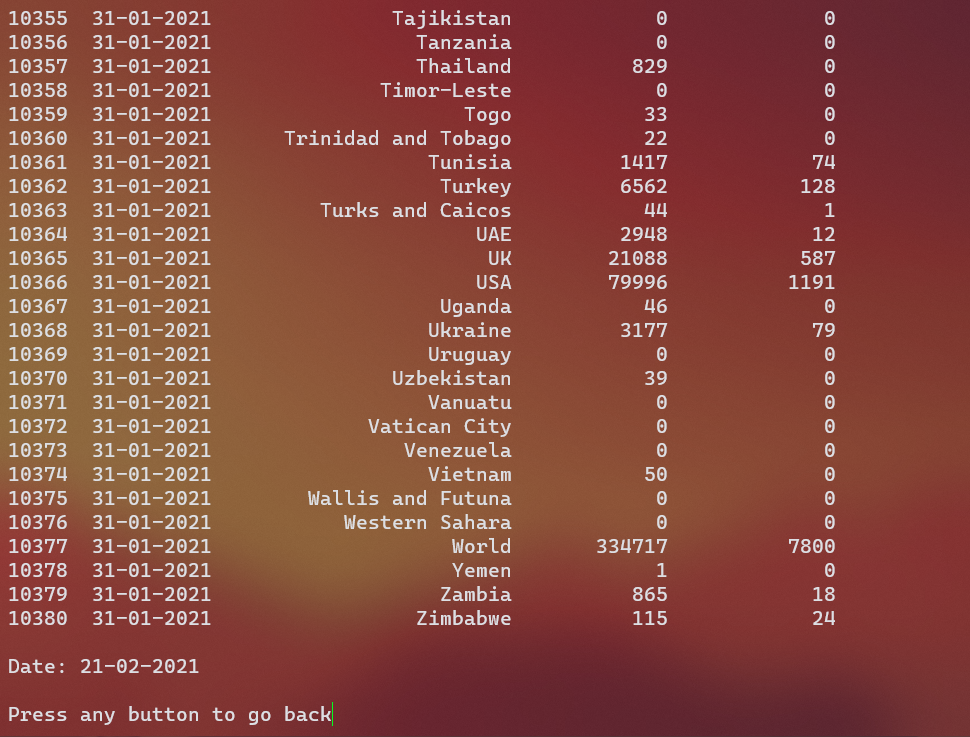 10355 31-01-2021 Tajikistan 0 0
10356 31-01-2021 Tanzania 0 0
10357 31-01-2021 Thailand 829 0
10358 31-01-2021 Timor-Leste 0 0
10359 31-01-2021 Togo 33 0
10360 31-01-2021 Trinidad and Tobago 22 0
10361 31-01-2021 Tunisia 1417 74
10362 31-01-2021 Turkey 6562 128
10363 31-01-2021 Turks and Caicos 44 1
10364 31-01-2021 UAE 2948 12
10365 31-01-2021 UK 21088 587
10366 31-01-2021 USA 79996 1191
10367 31-01-2021 Uganda 46 0
10368 31-01-2021 Ukraine 3177 79
10369 31-01-2021 Uruguay 0 0
10370 31-01-2021 Uzbekistan 39 0
10371 31-01-2021 Vanuatu 0 0
10372 31-01-2021 Vatican City 0 0
10373 31-01-2021 Venezuela 0 0
10374 31-01-2021 Vietnam 50 0
10375 31-01-2021 Wallis and Futuna 0 0
10376 31-01-2021 Western Sahara 0 0
10377 31-01-2021 World 334717 7800
10378 31-01-2021 Yemen 1 0
10379 31-01-2021 Zambia 865 18
10380 31-01-2021 Zimbabwe 115 24
Date: 21-02-2021
Press any button to go back